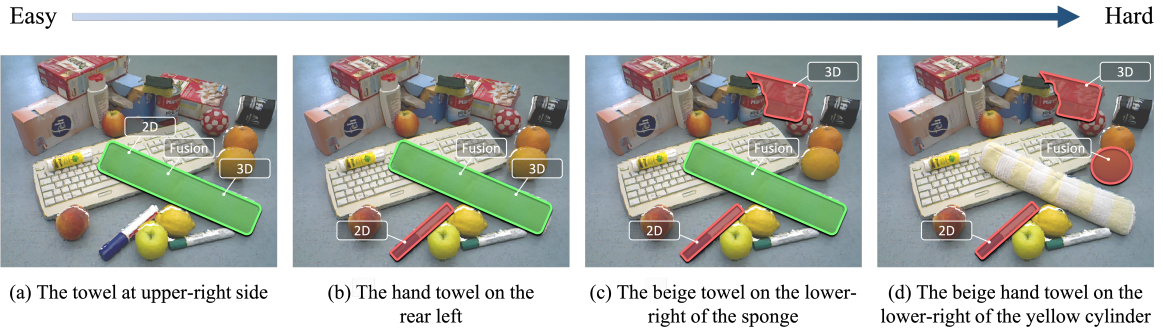 Easy
Hard
2D
Fusion
3D
Fusion
3D
2D
3D
Fusion
2D
3D
Fusion
2D
(a) The towel at upper-right side
(b) The hand towel on the
rear left
(c) The beige towel on the lower-
right of the sponge
(d) The beige hand towel on the
lower-right of the yellow cylinder